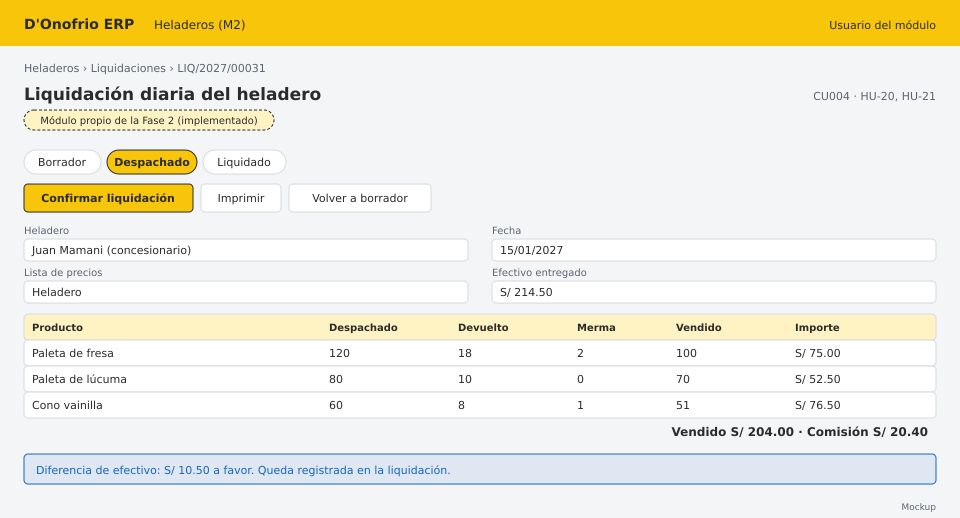 D'Onofrio ERP Heladeros (M2) Usuario del módulo
Heladeros › Liquidaciones › LIQ/2027/00031
Liquidación diaria del heladero CU004 · HU-20, HU-21
Módulo propio de la Fase 2 (implementado)
Borrador Despachado Liquidado
Confirmar liquidación Imprimir Volver a borrador
Heladero Fecha
Juan Mamani (concesionario) 15/01/2027
Lista de precios Efectivo entregado
Heladero S/ 214.50
Producto Despachado Devuelto Merma Vendido Importe
Paleta de fresa 120 18 2 100 S/ 75.00
Paleta de lúcuma 80 10 0 70 S/ 52.50
Cono vainilla 60 8 1 51 S/ 76.50
Vendido S/ 204.00 · Comisión S/ 20.40
Diferencia de efectivo: S/ 10.50 a favor. Queda registrada en la liquidación.
Mockup